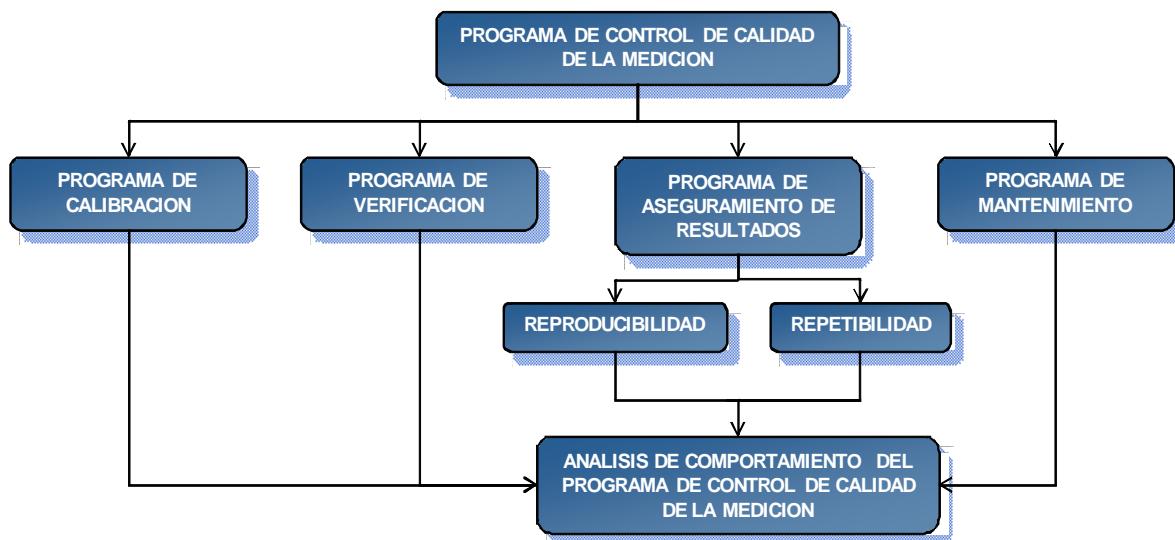 PROGRAMA DE CONTROL DE CALIDAD
DE LA MEDICION
PROGRAMA DE
CALIBRACION
PROGRAMA DE
VERIFICACION
PROGRAMA DE
ASEGURAMIENTO DE
RESULTADOS
PROGRAMA DE
MANTENIMIENTO
REPRODUCIBILIDAD
REPETIBILIDAD
ANALISIS DE COMPORTAMIENTO DEL
PROGRAMA DE CONTROL DE CALIDAD
DE LA MEDICION